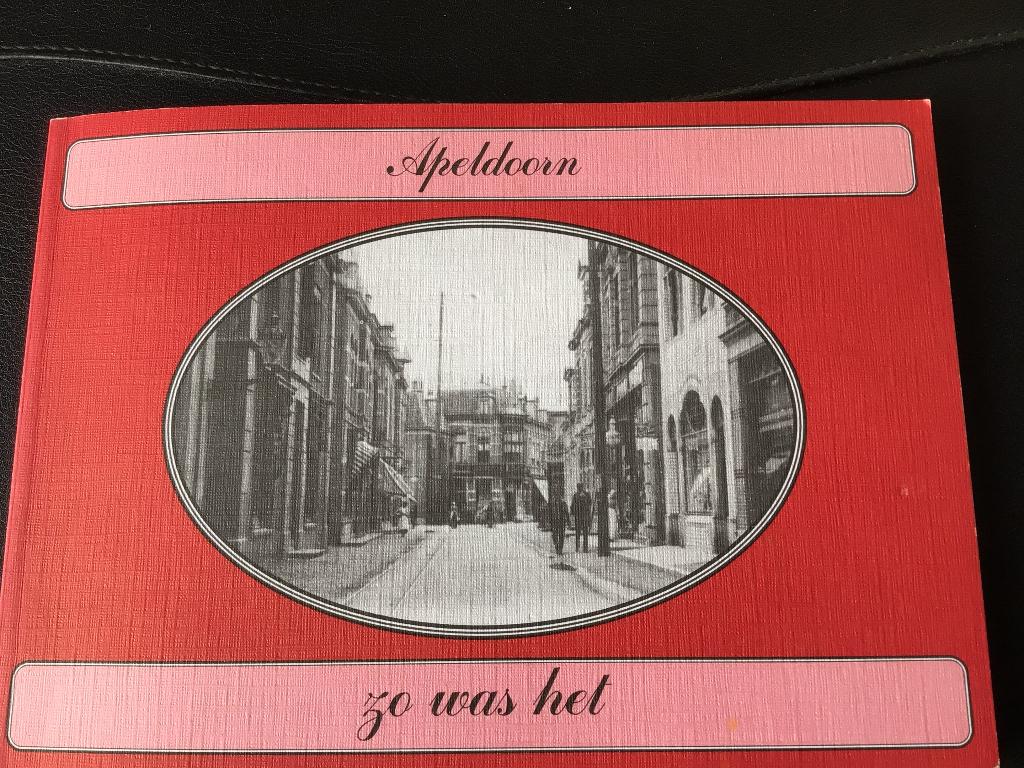 Apeldoorn
zo was het